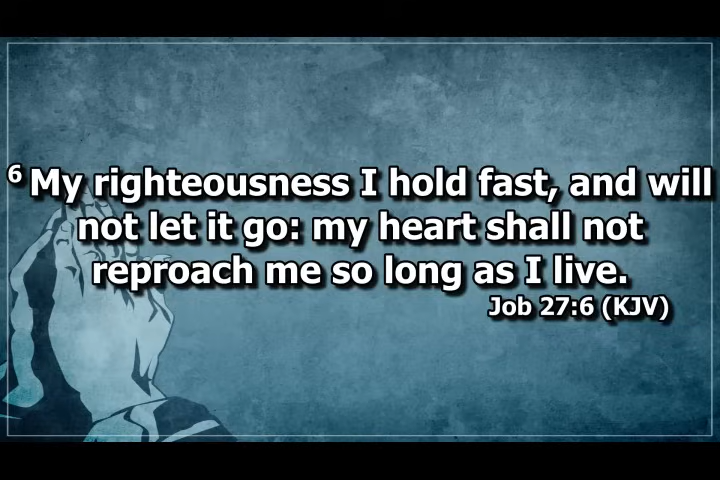 6 My righteousness I hold fast, and will
not let it go: my heart shall not
reproach me so long as I live.
Job 27:6 (KJV)